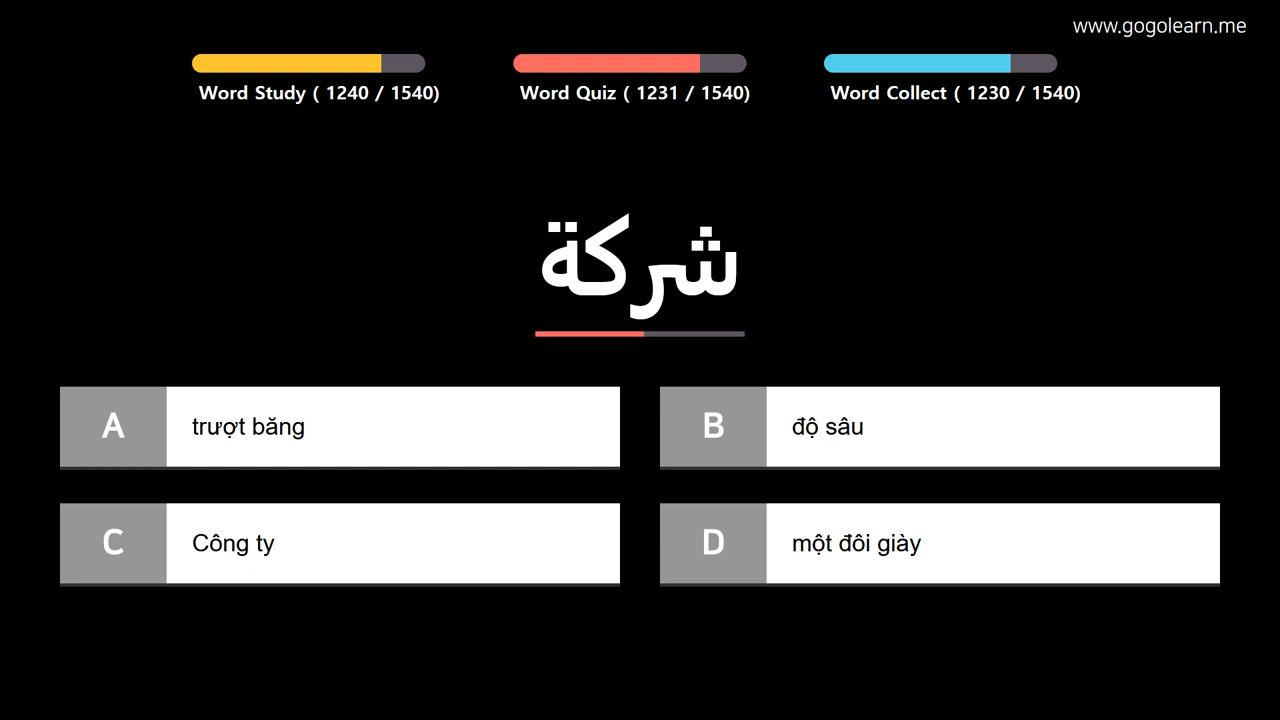 www.gogolearn.me
Word Study ( 1240 / 1540)
Word Quiz ( 1231 / 1540)
Word Collect ( 1230 / 1540)
شركة
A trượt băng
B độ sâu
C Công ty
D một đôi giày